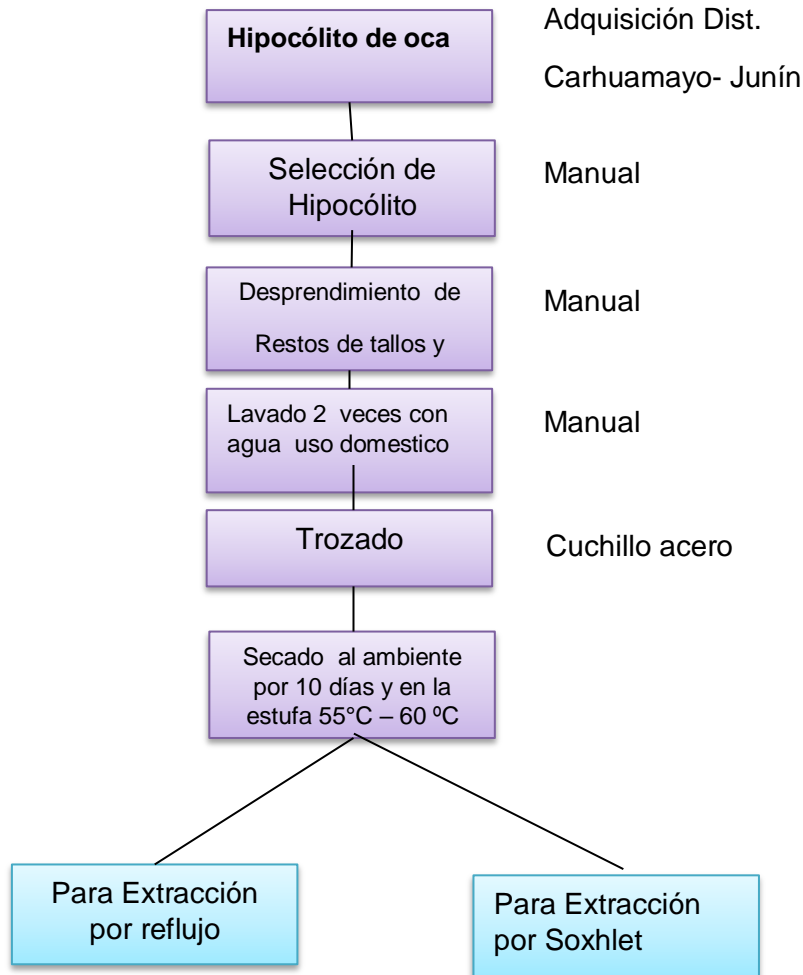 Hipocólito de oca
Adquisición Dist.
Carhuamayo- Junín
Selección de
Hipocólito
Manual
Desprendimiento de
Restos de tallos y
Manual
Lavado 2 veces con
agua uso domestico
Manual
Trozado
Cuchillo acero
Secado al ambiente
por 10 días y en la
estufa 55°C – 60 ºC
Para Extracción
por reflujo
Para Extracción
por Soxhlet